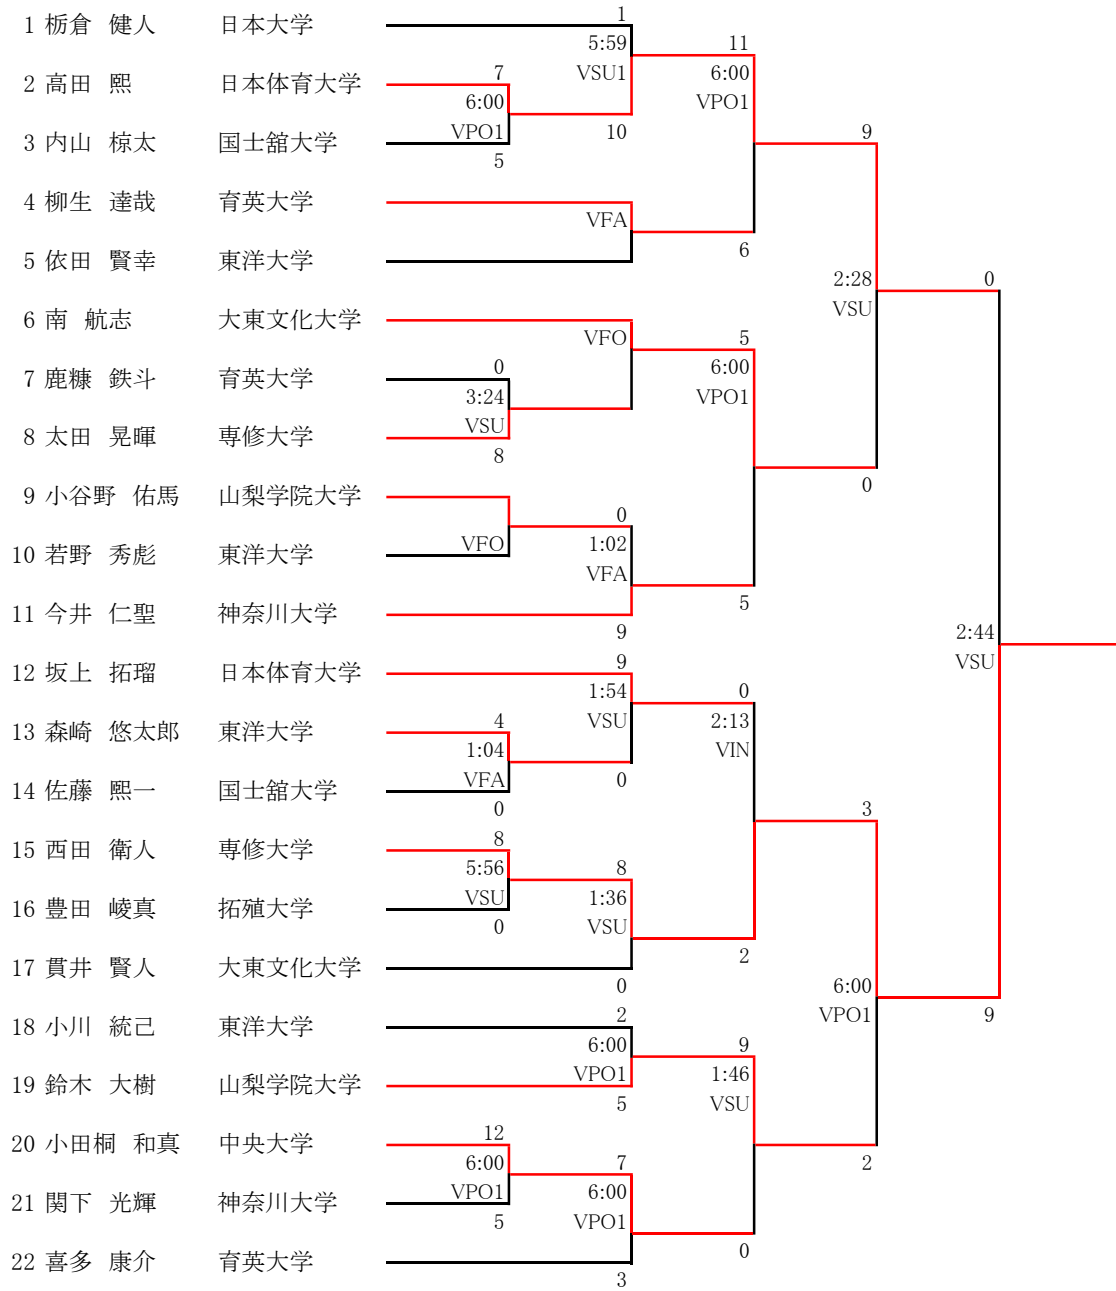 1 栃倉 健人 日本大学
2 高田 熙 日本体育大学
3 内山 椋太 国士舘大学
4 柳生 達哉 育英大学
5 依田 賢幸 東洋大学
6 南 航志 大東文化大学
7 鹿糠 鉄斗 育英大学
8 太田 晃暉 専修大学
9 小谷野 佑馬 山梨学院大学
10 若野 秀彪 東洋大学
11 今井 仁聖 神奈川大学
12 坂上 拓瑠 日本体育大学
13 森崎 悠太郎 東洋大学
14 佐藤 熙一 国士舘大学
15 西田 衛人 専修大学
16 豊田 崚真 拓殖大学
17 貫井 賢人 大東文化大学
18 小川 統己 東洋大学
19 鈴木 大樹 山梨学院大学
20 小田桐 和真 中央大学
21 関下 光輝 神奈川大学
22 喜多 康介 育英大学
7
6:00
VPO1
5
0
3:24
VSU
8
VFO
4
1:04
VFA
0
8
5:56
VSU
0
12
6:00
VPO1
5
1
5:59
VSU1
10
VFA
VFO
0
1:02
VFA
9
9
1:54
VSU
0
8
1:36
VSU
0
2
6:00
VPO1
5
7
6:00
VPO1
3
11
6:00
VPO1
6
5
6:00
VPO1
5
0
2:13
VIN
2
9
1:46
VSU
0
9
2:28
VSU
0
3
6:00
VPO1
2
0
2:44
VSU
9